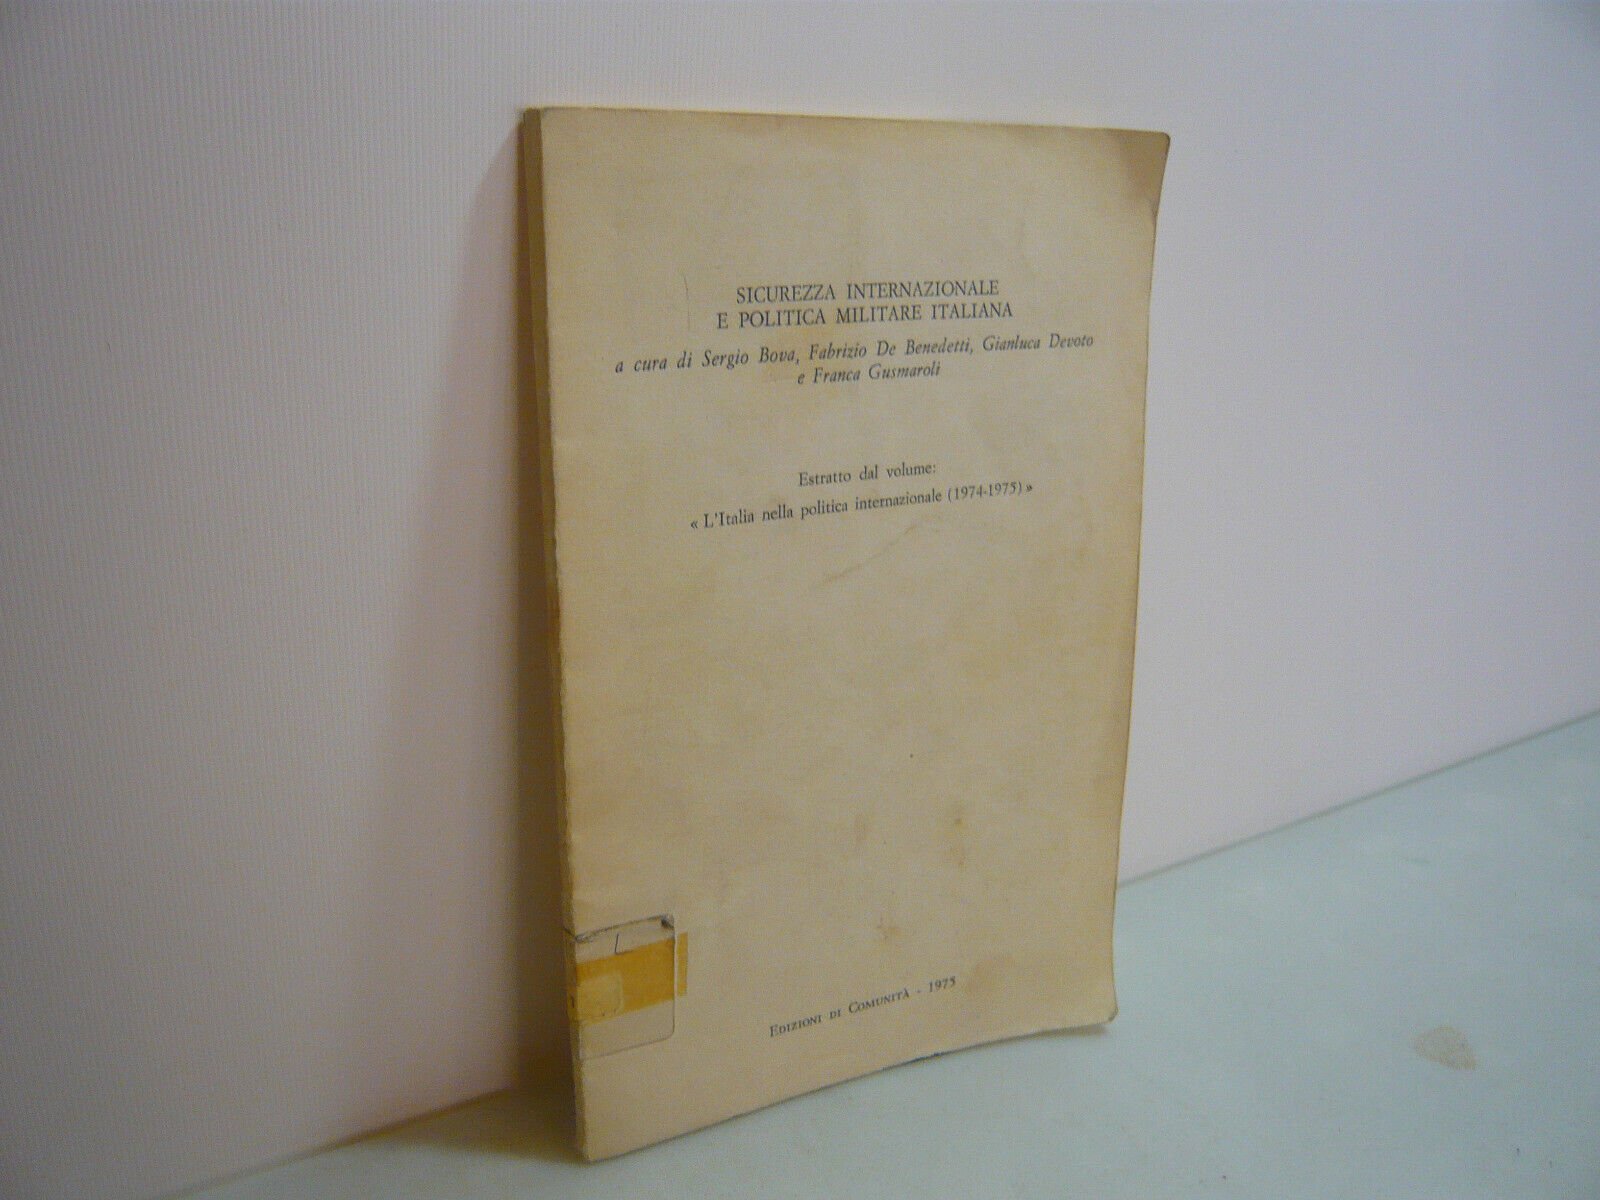 SICUREZZA INTERNAZIONALE
E POLITICA MILITARE ITALIANA
a cura di Sergio Bova, Fabrizio De Benedetti, Gianluca Devoto
e Franca Gusmaroli
Estratto dal volume:
« L'Italia nella politica internazionale (1974-1975) »
EDIZIONI DI COMUNITÀ - 1975